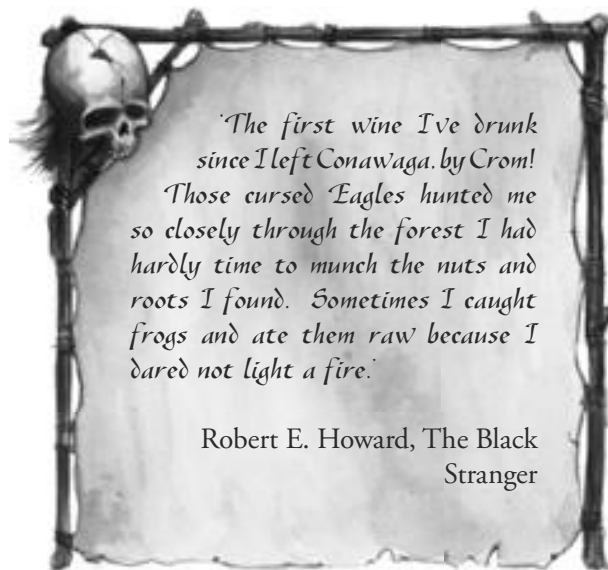 'The first wine I've drunk
since I left Conawaga, by Crom!
Those cursed Eagles hunted me
so closely through the forest I had
hardly time to munch the nuts and
roots I found. Sometimes I caught
frogs and ate them raw because I
dared not light a fire.'
Robert E. Howard, The Black
Stranger